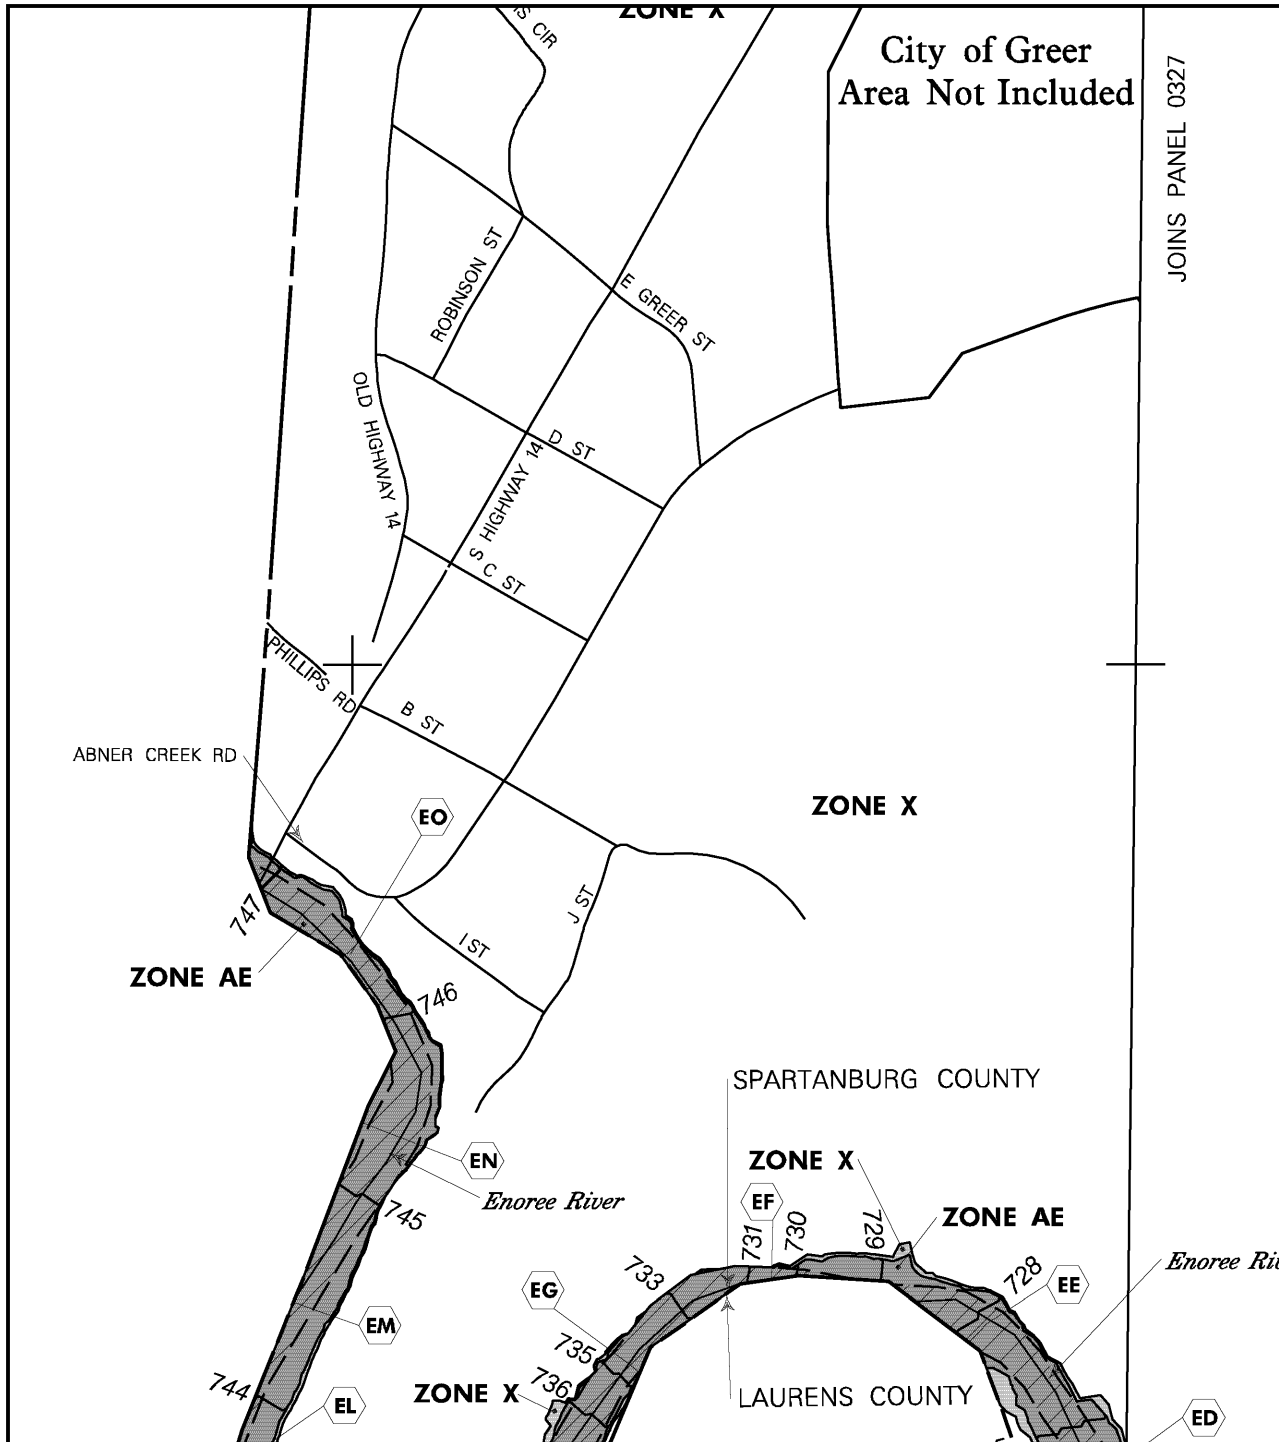 ZONE X
IS CIR
City of Greer
Area Not Included
JOINS PANEL 0327
ROBINSON ST
E GREER ST
OLD HIGHWAY 14
D ST
S HIGHWAY 14
C ST
PHILLIPS RD
B ST
ABNER CREEK RD
ZONE X
EO
747
J ST
I ST
ZONE AE
746
SPARTANBURG COUNTY
ZONE X
EN
Enoree River
745
EF
ZONE AE
731
730
729
733
728
Enoree Ri
EE
EG
EM
735
744
736
ZONE X
LAURENS COUNTY
EL
ED